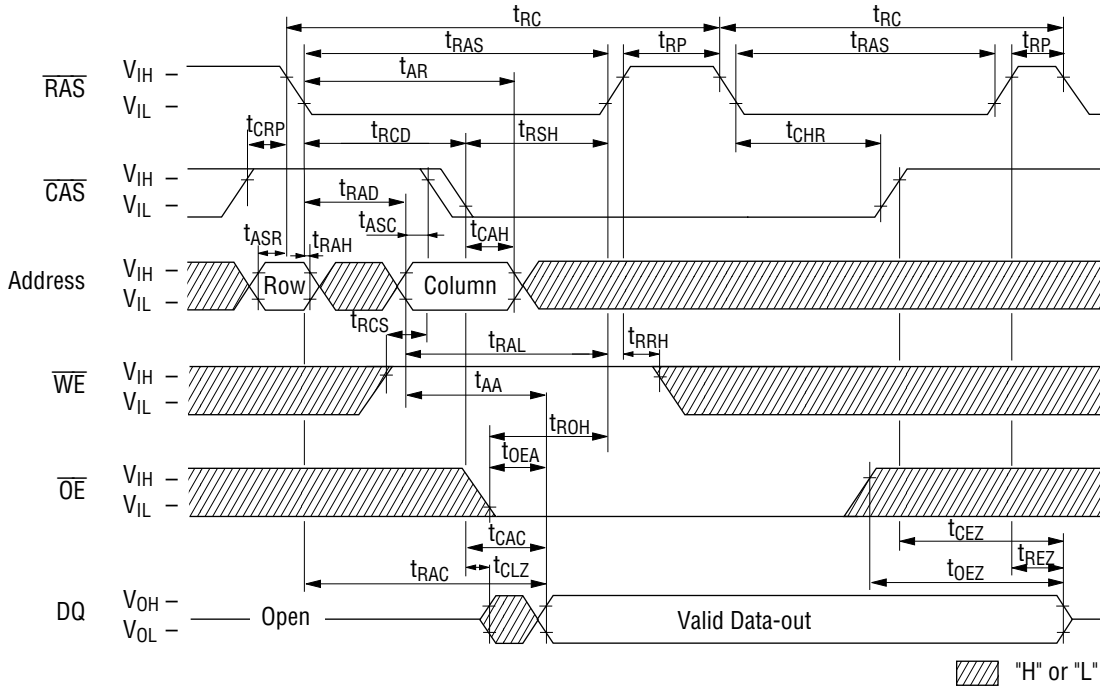 tRC tRC
tRAS tRP tRAS tRP
tAR
RAS VIH –
VIL –
tCRP tRCD tRSH tCHR
CAS VIH –
VIL –
tRAD
tASC tCAH
tASR tRAH
Address VIH –
VIL –
Row Column
tRCS tRAL tRRH
WE VIH –
VIL –
tAA
tROH
tOEA
OE VIH –
VIL –
tCAC tCEZ
tRAC tCLZ tOEZ tREZ
DQ VOH –
VOL –
Open Valid Data-out
"H" or "L"